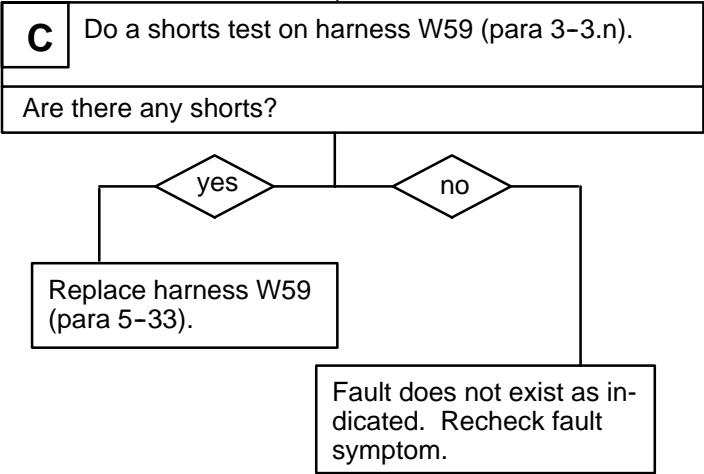 C
Do a shorts test on harness W59 (para 3-3.n).
Are there any shorts?
yes
no
Replace harness W59
(para 5-33).
Fault does not exist as in-
dicated.  Recheck fault
symptom.